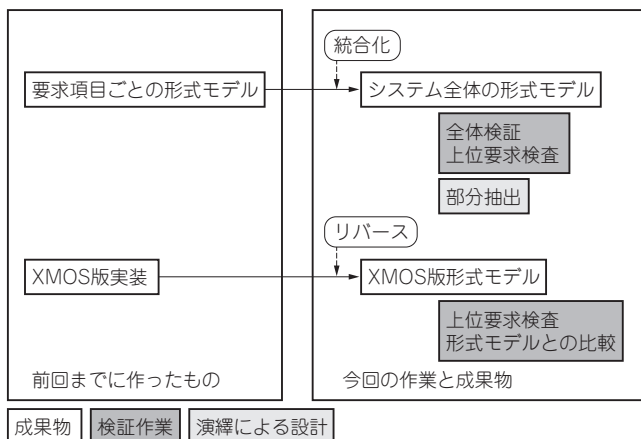 統合化
要求項目ごとの形式モデル
システム全体の形式モデル
全体検証
上位要求検査
部分抽出
リバース
XMOS版実装
XMOS版形式モデル
上位要求検査
形式モデルとの比較
前回までに作ったもの
今回の作業と成果物
成果物
検証作業
演繹による設計